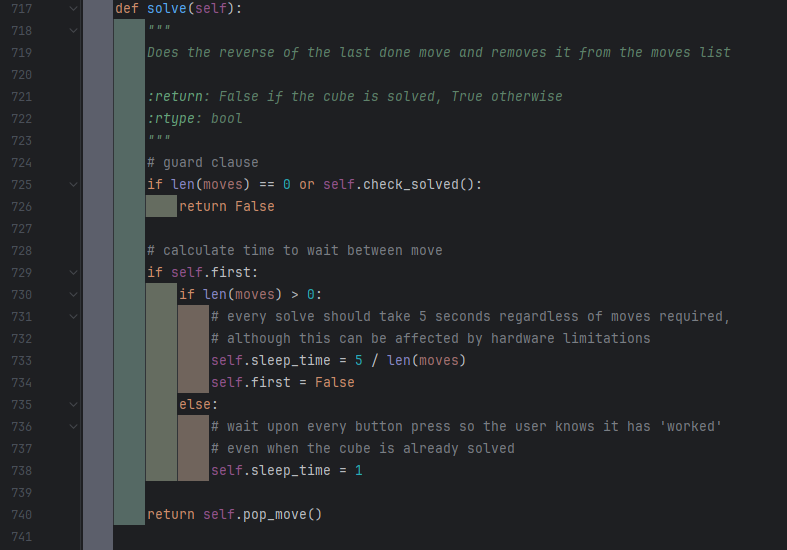 717 def solve(self):
718 """
719 Does the reverse of the last done move and removes it from the moves list
720
721 :return: False if the cube is solved, True otherwise
722 :rtype: bool
723 """
724 # guard clause
725 if len(moves) == 0 or self.check_solved():
726 return False
727
728 # calculate time to wait between move
729 if self.first:
730 if len(moves) > 0:
731 # every solve should take 5 seconds regardless of moves required,
732 # although this can be affected by hardware limitations
733 self.sleep_time = 5 / len(moves)
734 self.first = False
735 else:
736 # wait upon every button press so the user knows it has 'worked'
737 # even when the cube is already solved
738 self.sleep_time = 1
739
740 return self.pop_move()
741